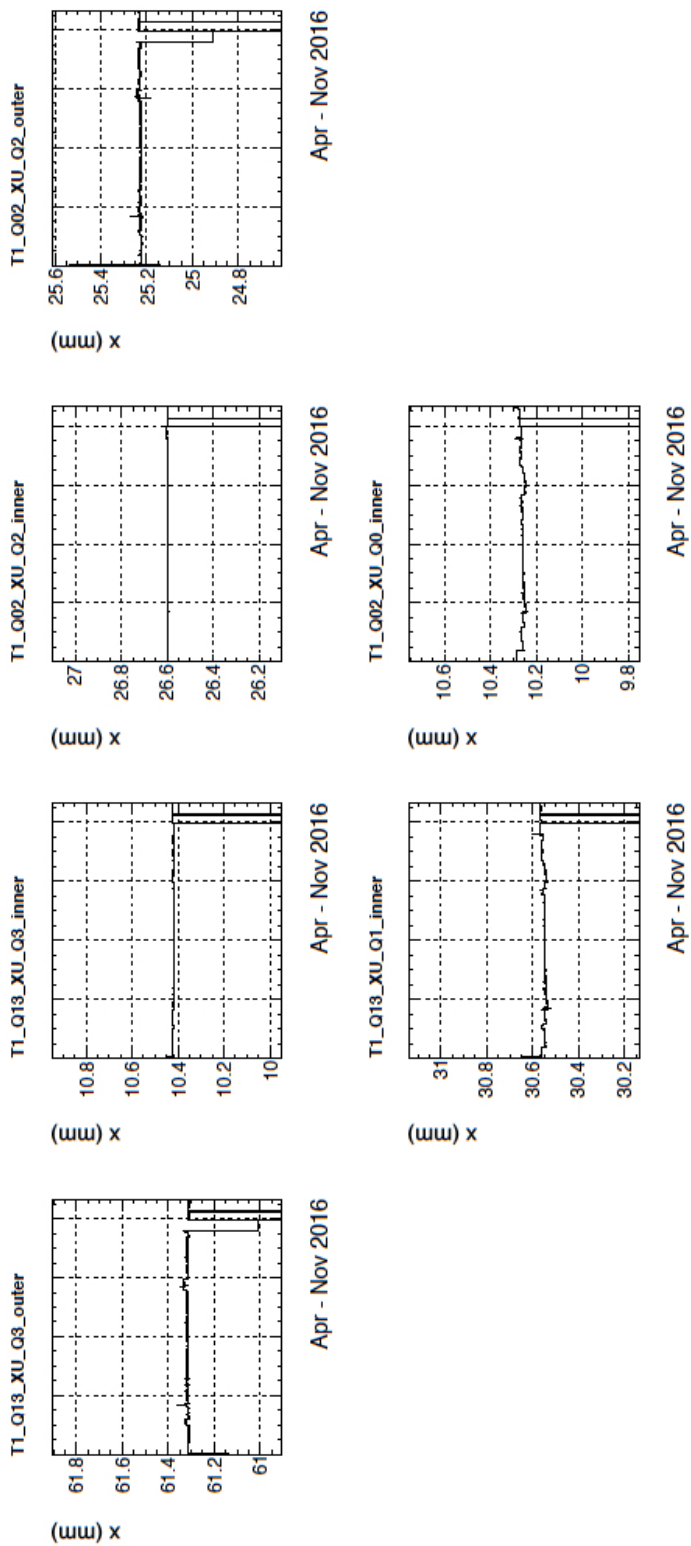 T1_Q13_XU_Q3_outer
x (mm)
61.8
61.6
61.4
61.2
61
Apr - Nov 2016
T1_Q13_XU_Q3_inner
x (mm)
10.8
10.6
10.4
10.2
10
Apr - Nov 2016
T1_Q02_XU_Q2_inner
x (mm)
27
26.8
26.6
26.4
26.2
Apr - Nov 2016
T1_Q02_XU_Q2_outer
x (mm)
25.6
25.4
25.2
25
24.8
Apr - Nov 2016
T1_Q13_XU_Q1_inner
x (mm)
31
30.8
30.6
30.4
30.2
Apr - Nov 2016
T1_Q02_XU_Q0_inner
x (mm)
10.6
10.4
10.2
10
9.8
Apr - Nov 2016